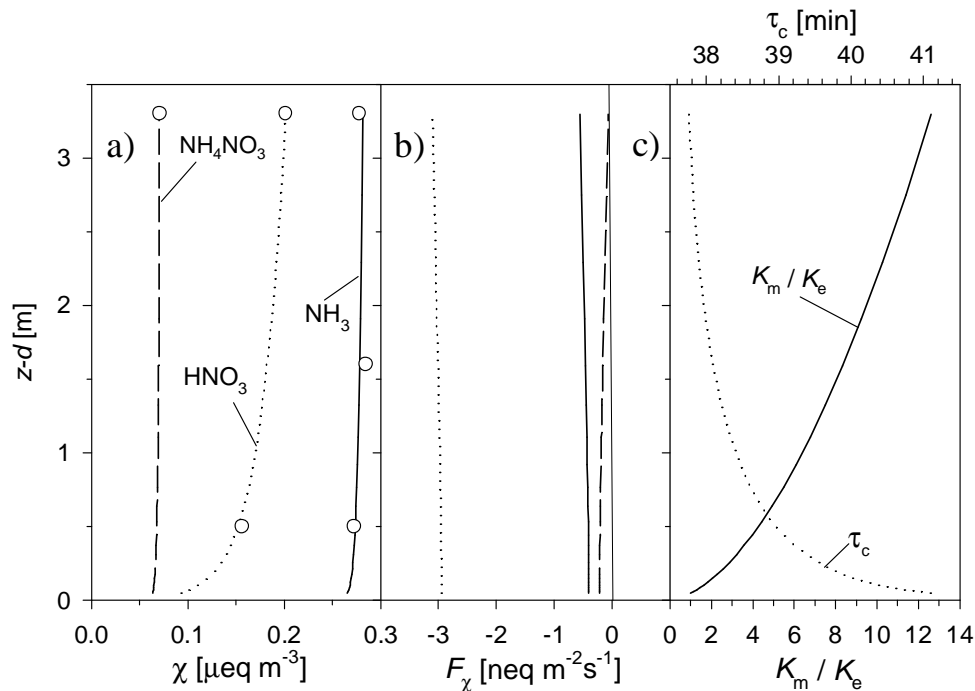 τc [min]
38 39 40 41
a) b) c)
3
NH4NO3
Km / Ke
NH3
2
z-d [m]
HNO3
1
τc
0
0.0 0.1 0.2 0.3 -3 -2 -1 0 0 2 4 6 8 10 12 14
χ [μeq m-3] Fχ [neq m-2s-1] Km / Ke